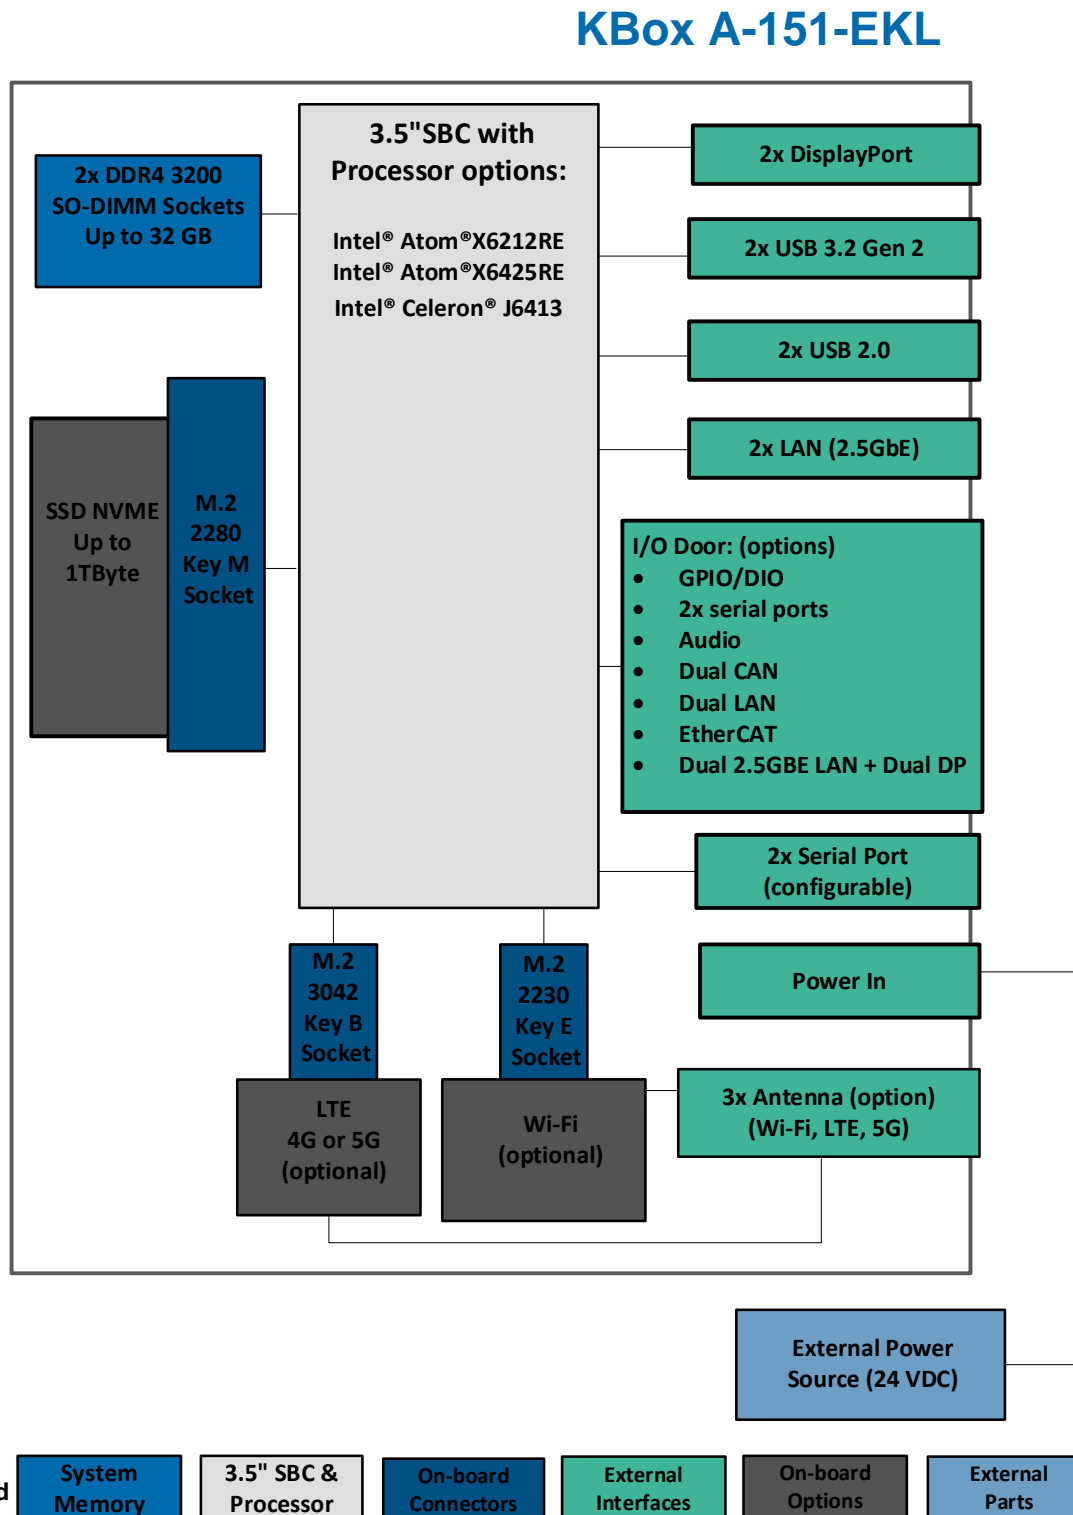 KBox A-151-EKL
3.5"SBC with
Processor options:
Intel® Atom®X6212RE
Intel® Atom®X6425RE
Intel® Celeron® J6413
2x DDR4 3200
SO-DIMM Sockets
Up to 32 GB
SSD NVME
Up to
1TByte
M.2
2280
Key M
Socket
2x DisplayPort
2x USB 3.2 Gen 2
2x USB 2.0
2x LAN (2.5GbE)
I/O Door: (options)
• GPIO/DIO
• 2x serial ports
• Audio
• Dual CAN
• Dual LAN
• EtherCAT
• Dual 2.5GBE LAN + Dual DP
2x Serial Port
(configurable)
Power In
M.2
3042
Key B
Socket
M.2
2230
Key E
Socket
LTE
4G or 5G
(optional)
Wi-Fi
(optional)
3x Antenna (option)
(Wi-Fi, LTE, 5G)
External Power
Source (24 VDC)
System
Memory
3.5" SBC &
Processor
On-board
Connectors
External
Interfaces
On-board
Options
External
Parts